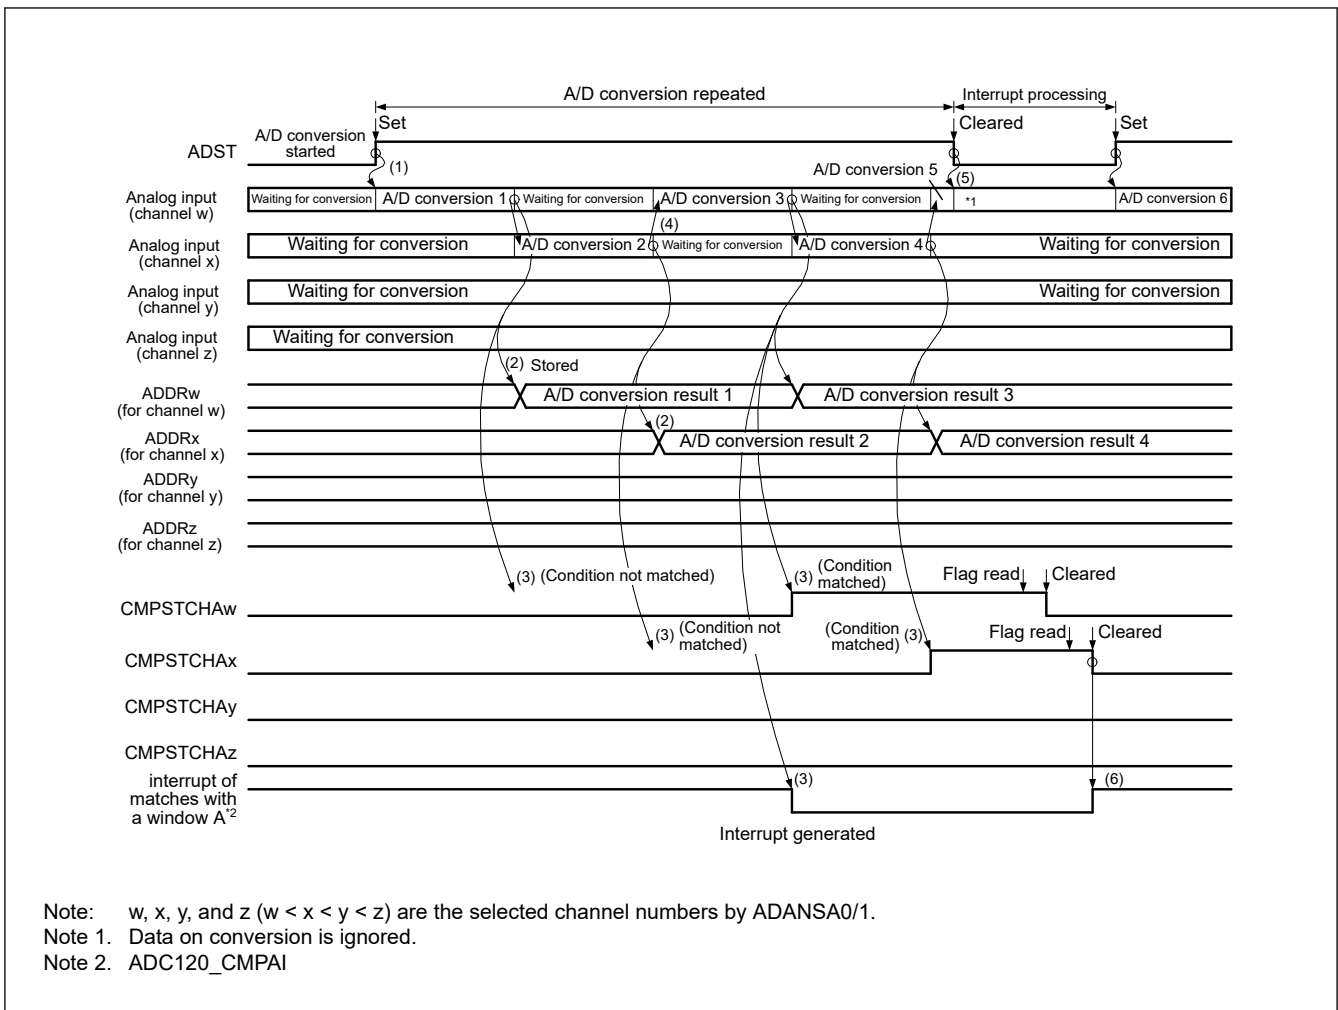 A/D conversion repeated
Interrupt processing
Set
Cleared
Set
A/D conversion
started
ADST
(1)
A/D conversion 5
(5)
Analog input
(channel w)
Waiting for conversion
A/D conversion 1
Waiting for conversion
A/D conversion 3
Waiting for conversion
*1
A/D conversion 6
(4)
Analog input
(channel x)
Waiting for conversion
A/D conversion 2
Waiting for conversion
A/D conversion 4
Waiting for conversion
Analog input
(channel y)
Waiting for conversion
Waiting for conversion
Analog input
(channel z)
Waiting for conversion
(2) Stored
ADDRw
(for channel w)
A/D conversion result 1
A/D conversion result 3
(2)
ADDRx
(for channel x)
A/D conversion result 2
A/D conversion result 4
ADDRy
(for channel y)
ADDRz
(for channel z)
(3) (Condition not matched)
(3) (Condition
matched)
Flag read
Cleared
CMPSTCHAw
(3) (Condition not
matched)
(Condition (3)
matched)
Flag read
Cleared
CMPSTCHAx
CMPSTCHAy
CMPSTCHAz
interrupt of
matches with
a window A*2
(3)
(6)
Interrupt generated
Note: w, x, y, and z (w < x < y < z) are the selected channel numbers by ADANSA0/1.
Note 1. Data on conversion is ignored.
Note 2. ADC120_CMPAI